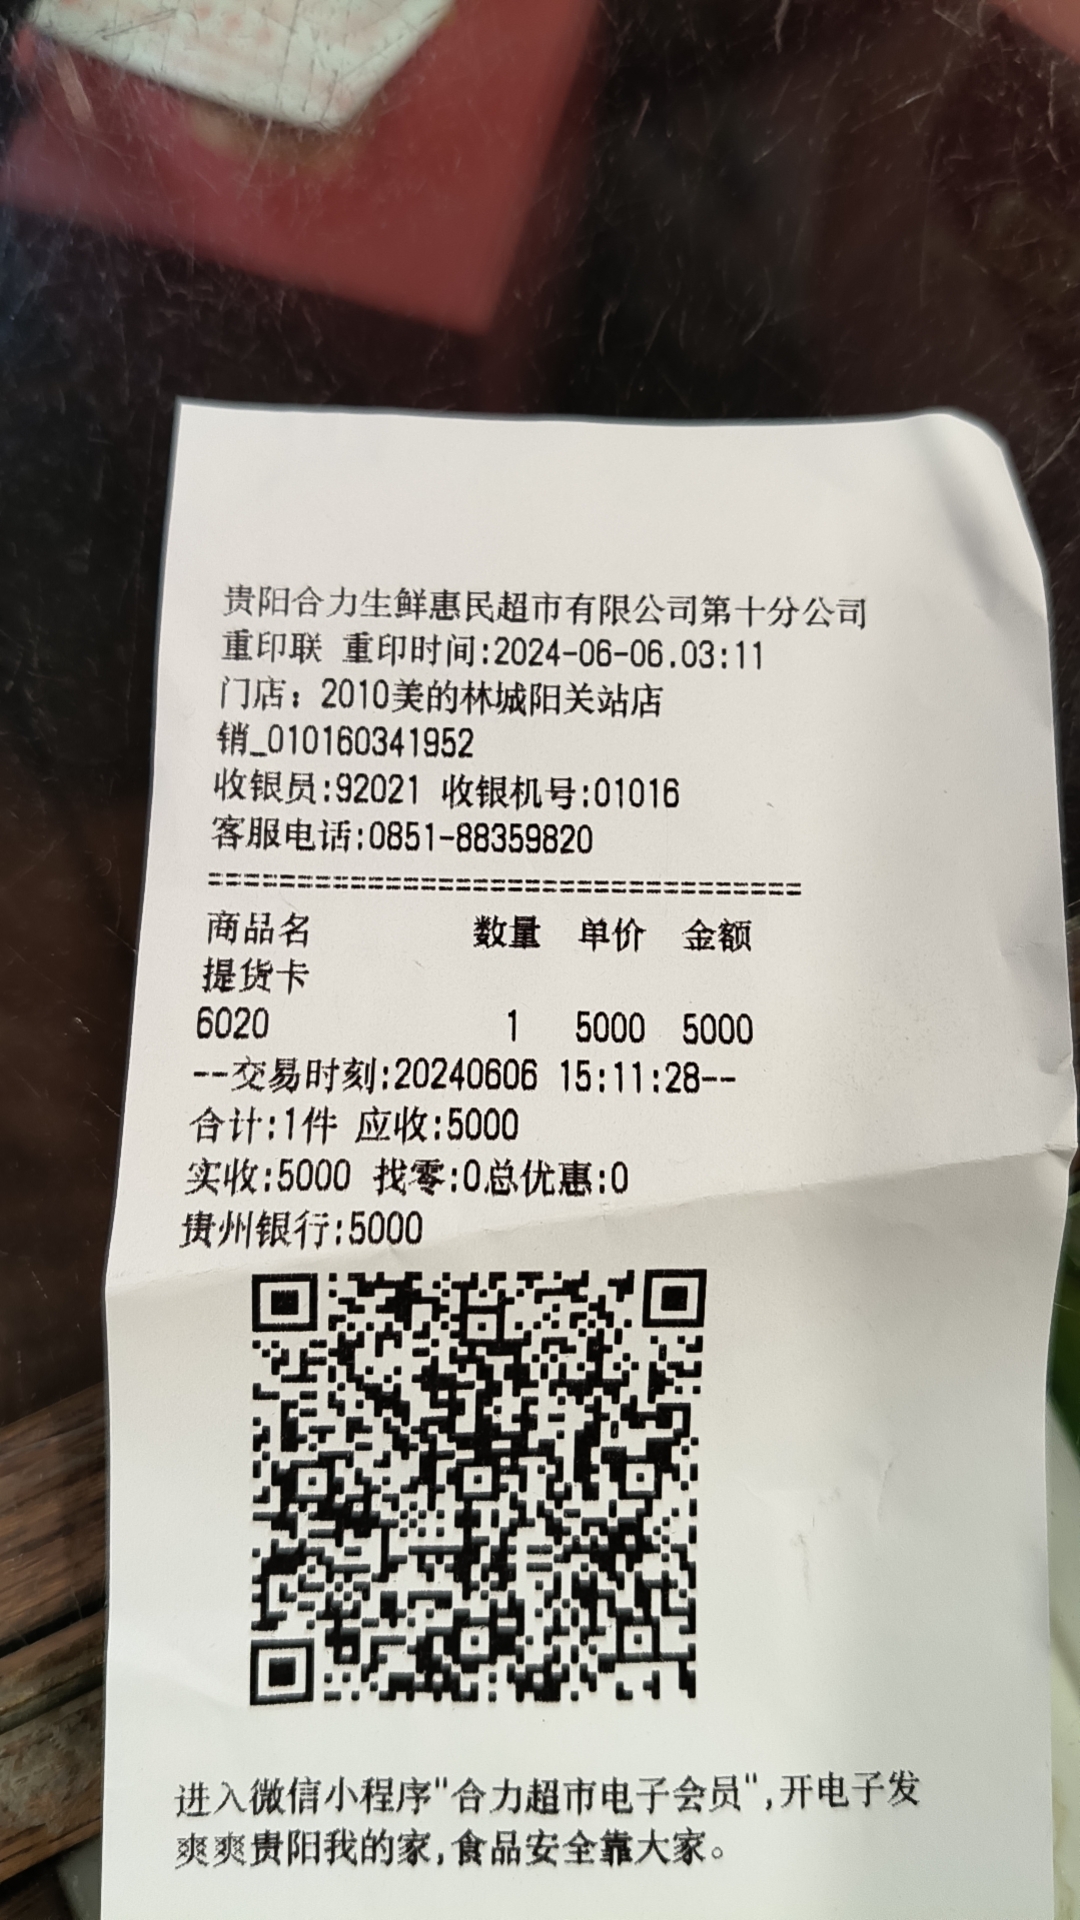 贵阳合力生鲜惠民超市有限公司第十分公司
重印联 重印时间:2024-06-06.03:11
门店：2010美的林城阳关站店
销_010160341952
收银员:92021 收银机号:01016
客服电话:0851-88359820
=================================
商品名 数量 单价 金额
提货卡
6020 1 5000 5000
--交易时刻:20240606 15:11:28--
合计:1件 应收:5000
实收:5000 找零:0总优惠:0
贵州银行:5000
进入微信小程序"合力超市电子会员",开电子发
爽爽贵阳我的家,食品安全靠大家。